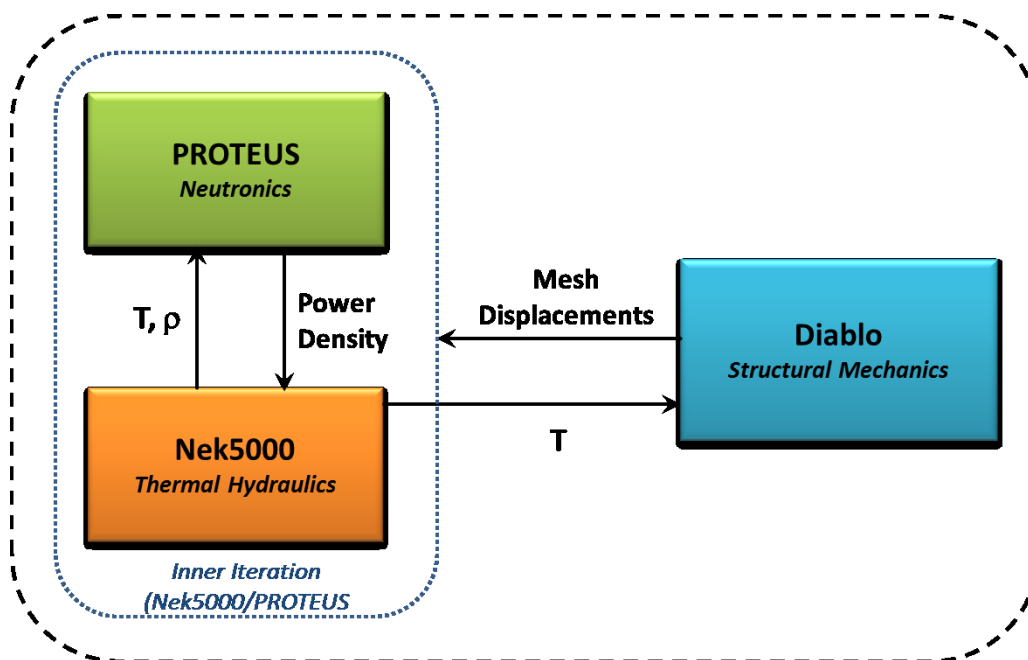 PROTEUS
Neutronics
T, ρ
Power
Density
Mesh
Displacements
Diablo
Structural Mechanics
Nek5000
Thermal Hydraulics
T
Inner Iteration
(Nek5000/PROTEUS